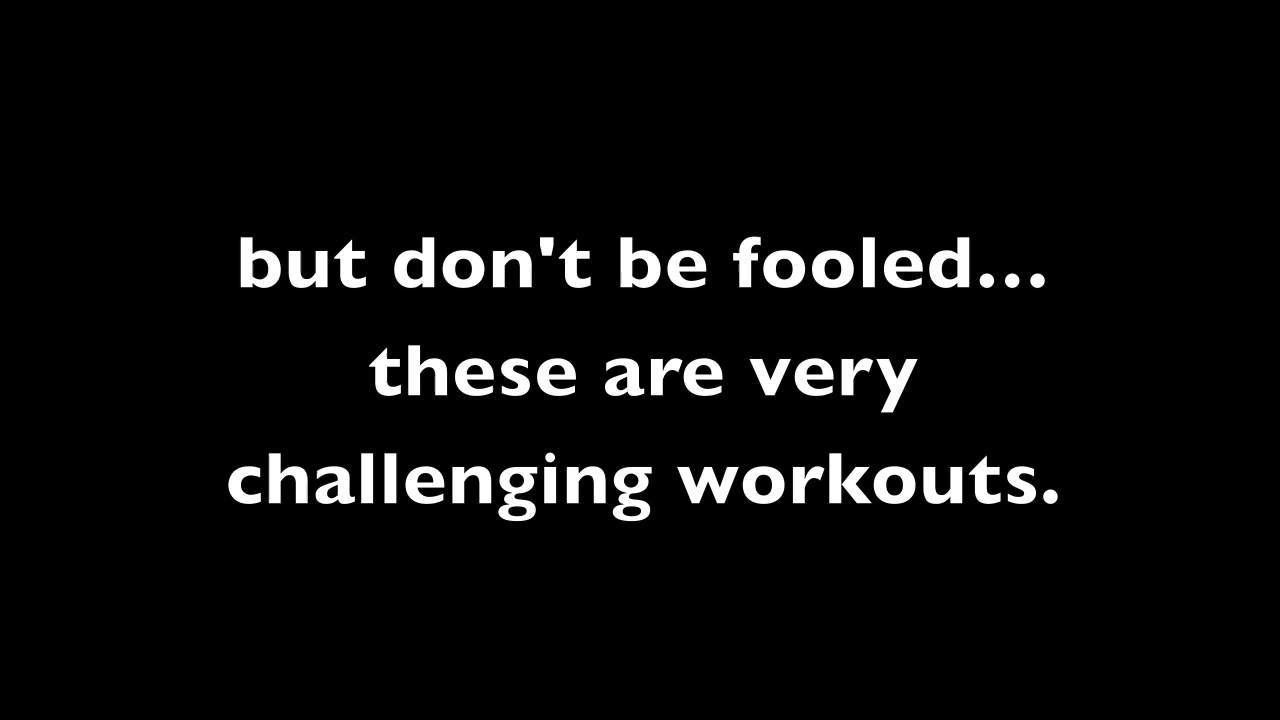 but don't be fooled...
these are very
challenging workouts.